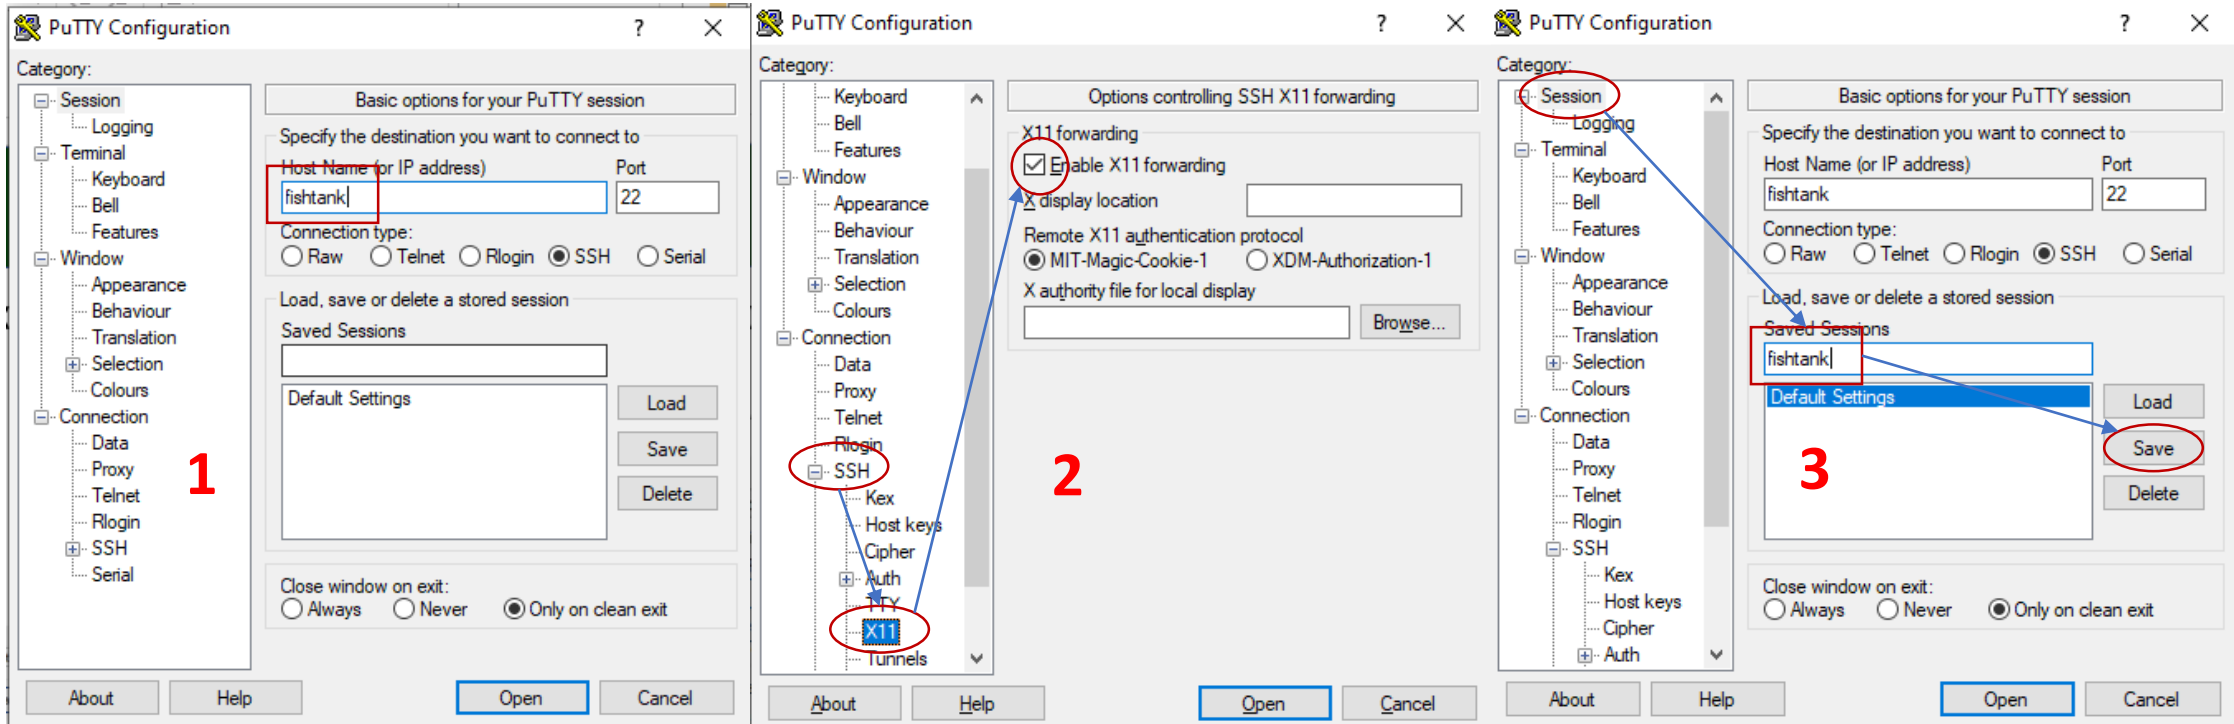 PuTTY Configuration
?
Category:
Session
Logging
Terminal
Keyboard
Bell
Features
Window
Appearance
Behaviour
Translation
Selection
Colours
Connection
Data
Proxy
Telnet
Rlogin
SSH
Serial
1
Basic options for your PuTTY session
Specify the destination you want to connect to
Host Name (or IP address) Port
fishtank 22
Connection type:
Raw Telnet Rlogin SSH Serial
Load, save or delete a stored session
Saved Sessions
Default Settings
Load
Save
Delete
Close window on exit:
Always Never Only on clean exit
About Help Open Cancel
PuTTY Configuration
?
Category:
Keyboard
Bell
Features
Window
Appearance
Behaviour
Translation
Selection
Colours
Connection
Data
Proxy
Telnet
Rlogin
SSH
Kex
Host keys
Cipher
Auth
TTY
X11
Tunnels
Options controlling SSH X11 forwarding
X11 forwarding
Enable X11 forwarding
X display location
Remote X11 authentication protocol
MIT-Magic-Cookie-1 XDM-Authorization-1
X authority file for local display
Browse...
2
About Help Open Cancel
PuTTY Configuration
?
Category:
Session
Logging
Terminal
Keyboard
Bell
Features
Window
Appearance
Behaviour
Translation
Selection
Colours
Connection
Data
Proxy
Telnet
Rlogin
SSH
Kex
Host keys
Cipher
Auth
Basic options for your PuTTY session
Specify the destination you want to connect to
Host Name (or IP address) Port
fishtank 22
Connection type:
Raw Telnet Rlogin SSH Serial
Load, save or delete a stored session
Saved Sessions
fishtank
Default Settings
Load
Save
Delete
3
Close window on exit:
Always Never Only on clean exit
About Help Open Cancel